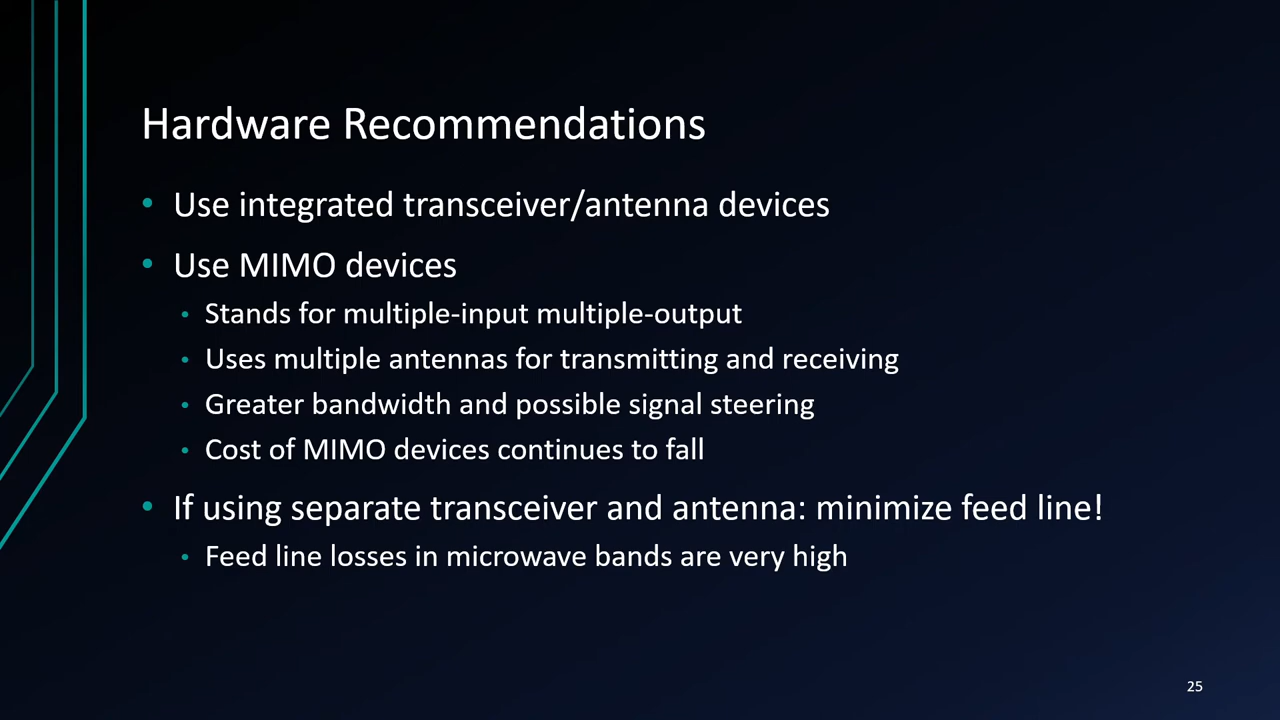 Hardware Recommendations
• Use integrated transceiver/antenna devices
• Use MIMO devices
• Stands for multiple-input multiple-output
• Uses multiple antennas for transmitting and receiving
• Greater bandwidth and possible signal steering
• Cost of MIMO devices continues to fall
• If using separate transceiver and antenna: minimize feed line!
• Feed line losses in microwave bands are very high
25